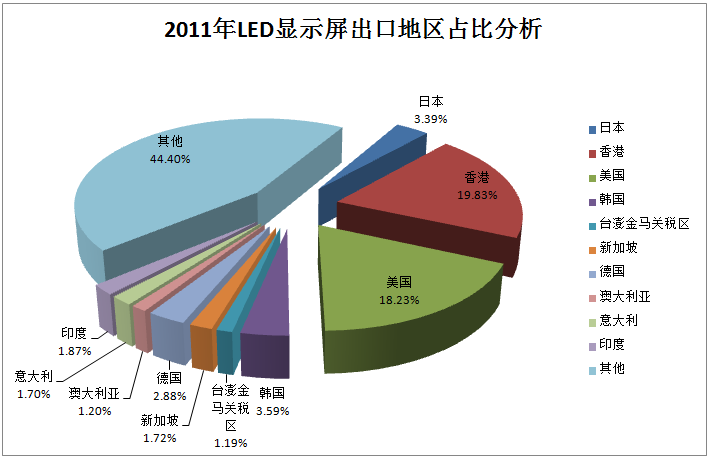 2011年LED显示屏出口地区占比分析
日本
3.39%
香港
19.83%
美国
18.23%
韩国
3.59%
台澎金
马关税
区
1.19%
新加坡
1.72%
德国
2.88%
澳大利亚
1.20%
意大利
1.70%
印度
1.87%
其他
44.40%
日本
香港
美国
韩国
台澎金马关税区
新加坡
德国
澳大利亚
意大利
印度
其他